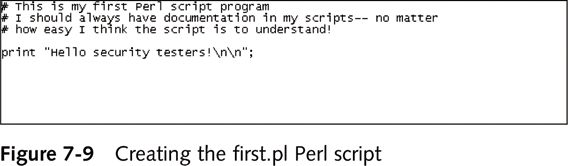 # This is my first Perl script program
# I should always have documentation in my scripts-- no matter
# how easy I think the script is to understand!
print "Hello security testers!\n\n";
Figure 7-9 Creating the first.pl Perl script